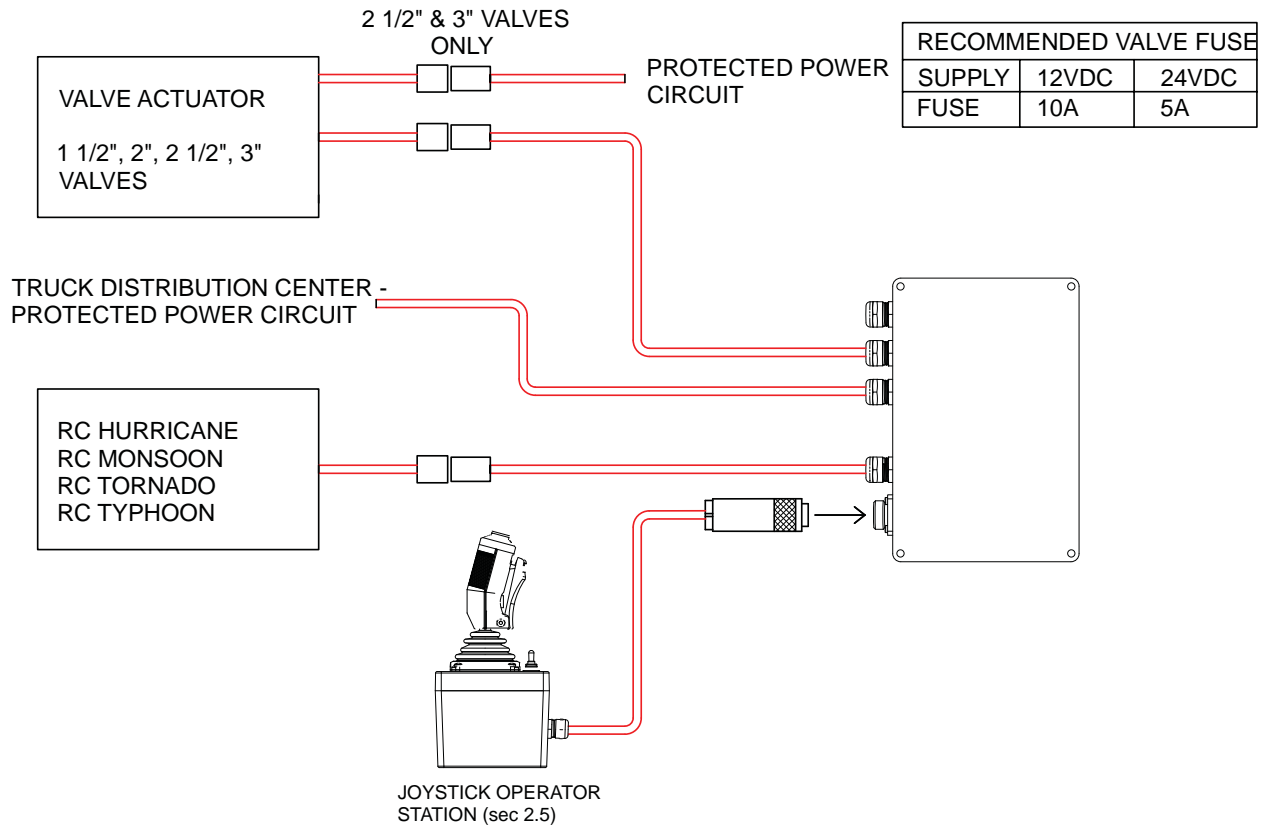 2 1/2" & 3" VALVES
ONLY
VALVE ACTUATOR
1 1/2", 2", 2 1/2", 3"
VALVES
PROTECTED POWER
CIRCUIT
RECOMMENDED VALVE FUSE
SUPPLY 12VDC 24VDC
FUSE 10A 5A
TRUCK DISTRIBUTION CENTER -
PROTECTED POWER CIRCUIT
RC HURRICANE
RC MONSOON
RC TORNADO
RC TYPHOON
JOYSTICK OPERATOR
STATION (sec 2.5)